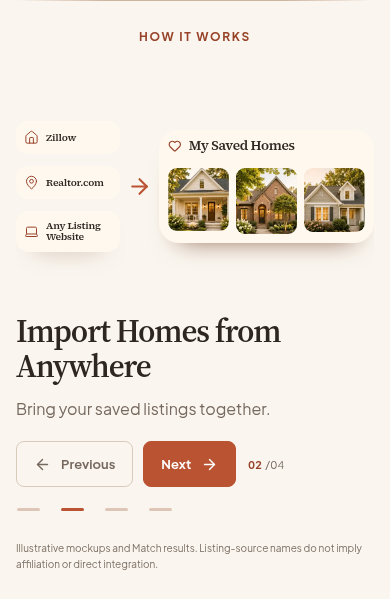 HOW IT WORKS
Zillow
Realtor.com
Any Listing
Website
My Saved Homes
Import Homes from
Anywhere
Bring your saved listings together.
Previous
Next
02 /04
Illustrative mockups and Match results. Listing-source names do not imply
affiliation or direct integration.